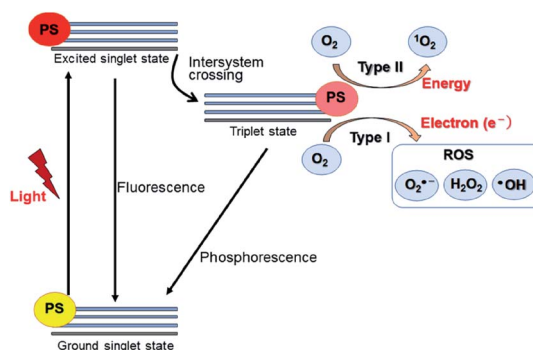 PS
Excited singlet state
Intersystem
crossing
O₂
¹O₂
Type II
Energy
PS
Triplet state
Electron (e⁻)
Type I
O₂
ROS
O₂•⁻
H₂O₂
•OH
Light
Fluorescence
Phosphorescence
PS
Ground singlet state